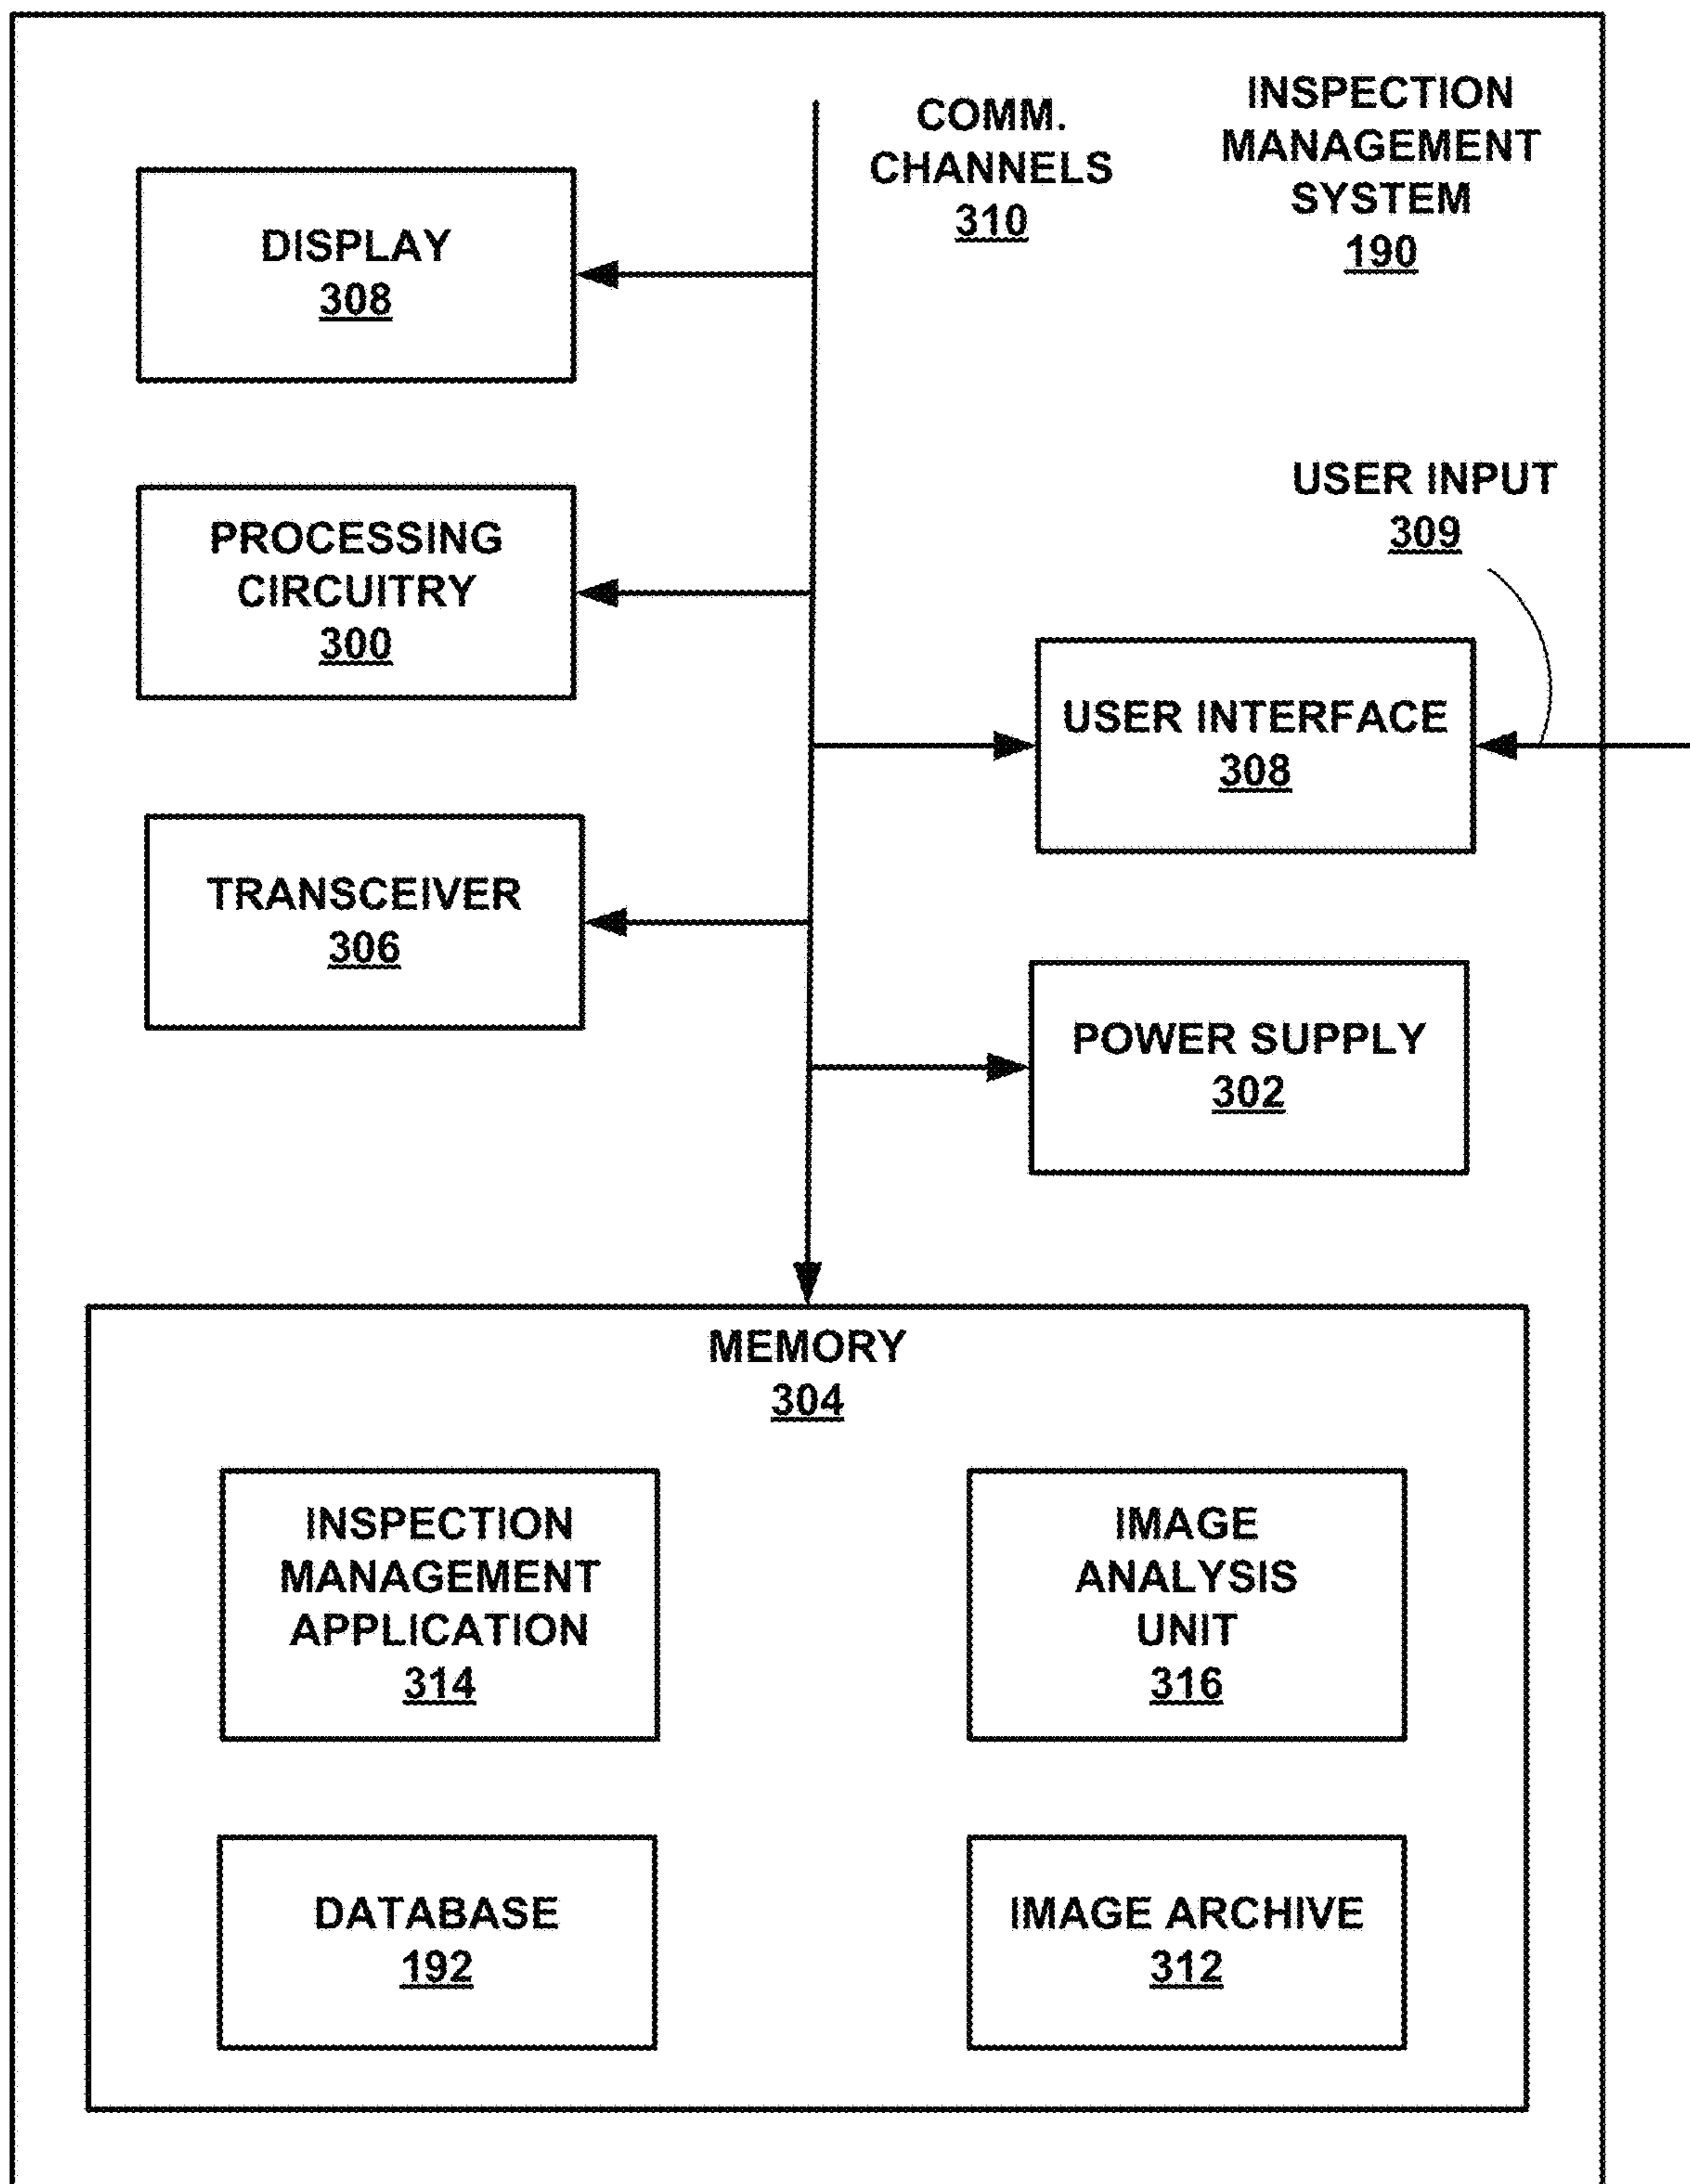 COMM.
CHANNELS
310
INSPECTION
MANAGEMENT
SYSTEM
190
DISPLAY
308
PROCESSING
CIRCUITRY
300
USER INPUT
309
USER INTERFACE
308
TRANSCEIVER
306
POWER SUPPLY
302
MEMORY
304
INSPECTION
MANAGEMENT
APPLICATION
314
IMAGE
ANALYSIS
UNIT
316
DATABASE
192
IMAGE ARCHIVE
312